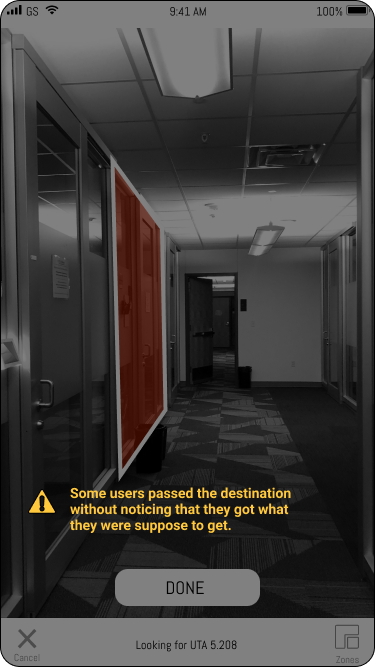 GS 9:41 AM 100%
Some users passed the destination
without noticing that they got what
they were suppose to get.
DONE
Looking for UTA 5.208
Cancel
Zones